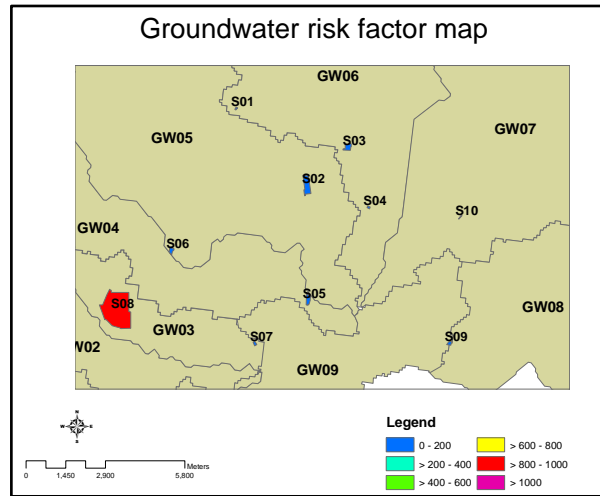 Groundwater risk factor map
GW06
S01
GW07
GW05
S03
S02
S04
S10
GW04
S06
S05
S08
GW08
GW03
S07
S09
W02
GW09
N
W E
S
Legend
0 - 200
> 600 - 800
> 200 - 400
> 800 - 1000
> 400 - 600
> 1000
Meters
0 1,450 2,900 5,800